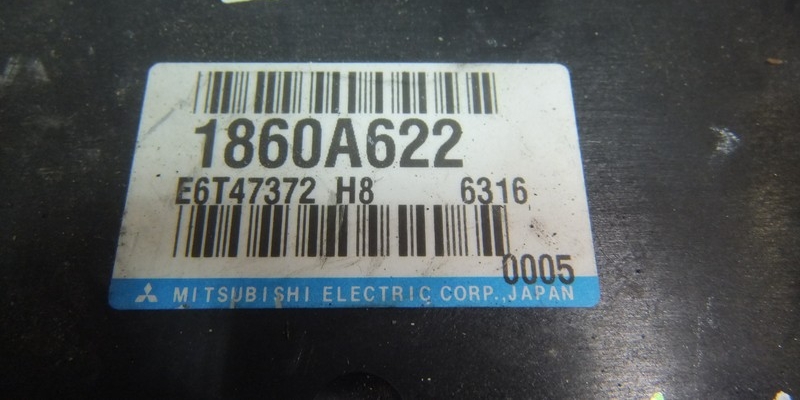 1860A622
E6T47372 H8 6316
0005
MITSUBISHI ELECTRIC CORP., JAPAN